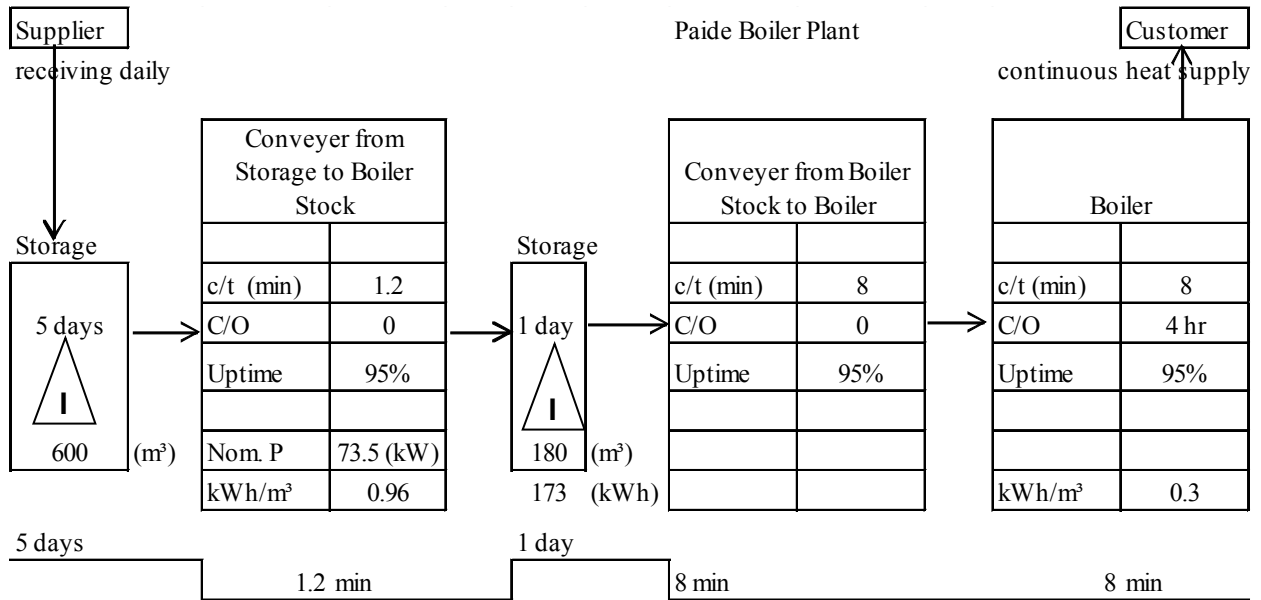 Supplier
Paide Boiler Plant
Customer
receiving daily
continuous heat supply
Conveyer from
Storage to Boiler
Stock
Conveyer from Boiler
Stock to Boiler
Boiler
Storage
Storage
c/t (min) 1.2
c/t (min) 8
c/t (min) 8
5 days
C/O 0
1 day
C/O 0
C/O 4 hr
Uptime 95%
Uptime 95%
Uptime 95%
I
I
600 (m³)
Nom. P 73.5 (kW)
180 (m³)
kWh/m³ 0.96
173 (kWh)
kWh/m³ 0.3
5 days
1 day
1.2 min
8 min
8 min